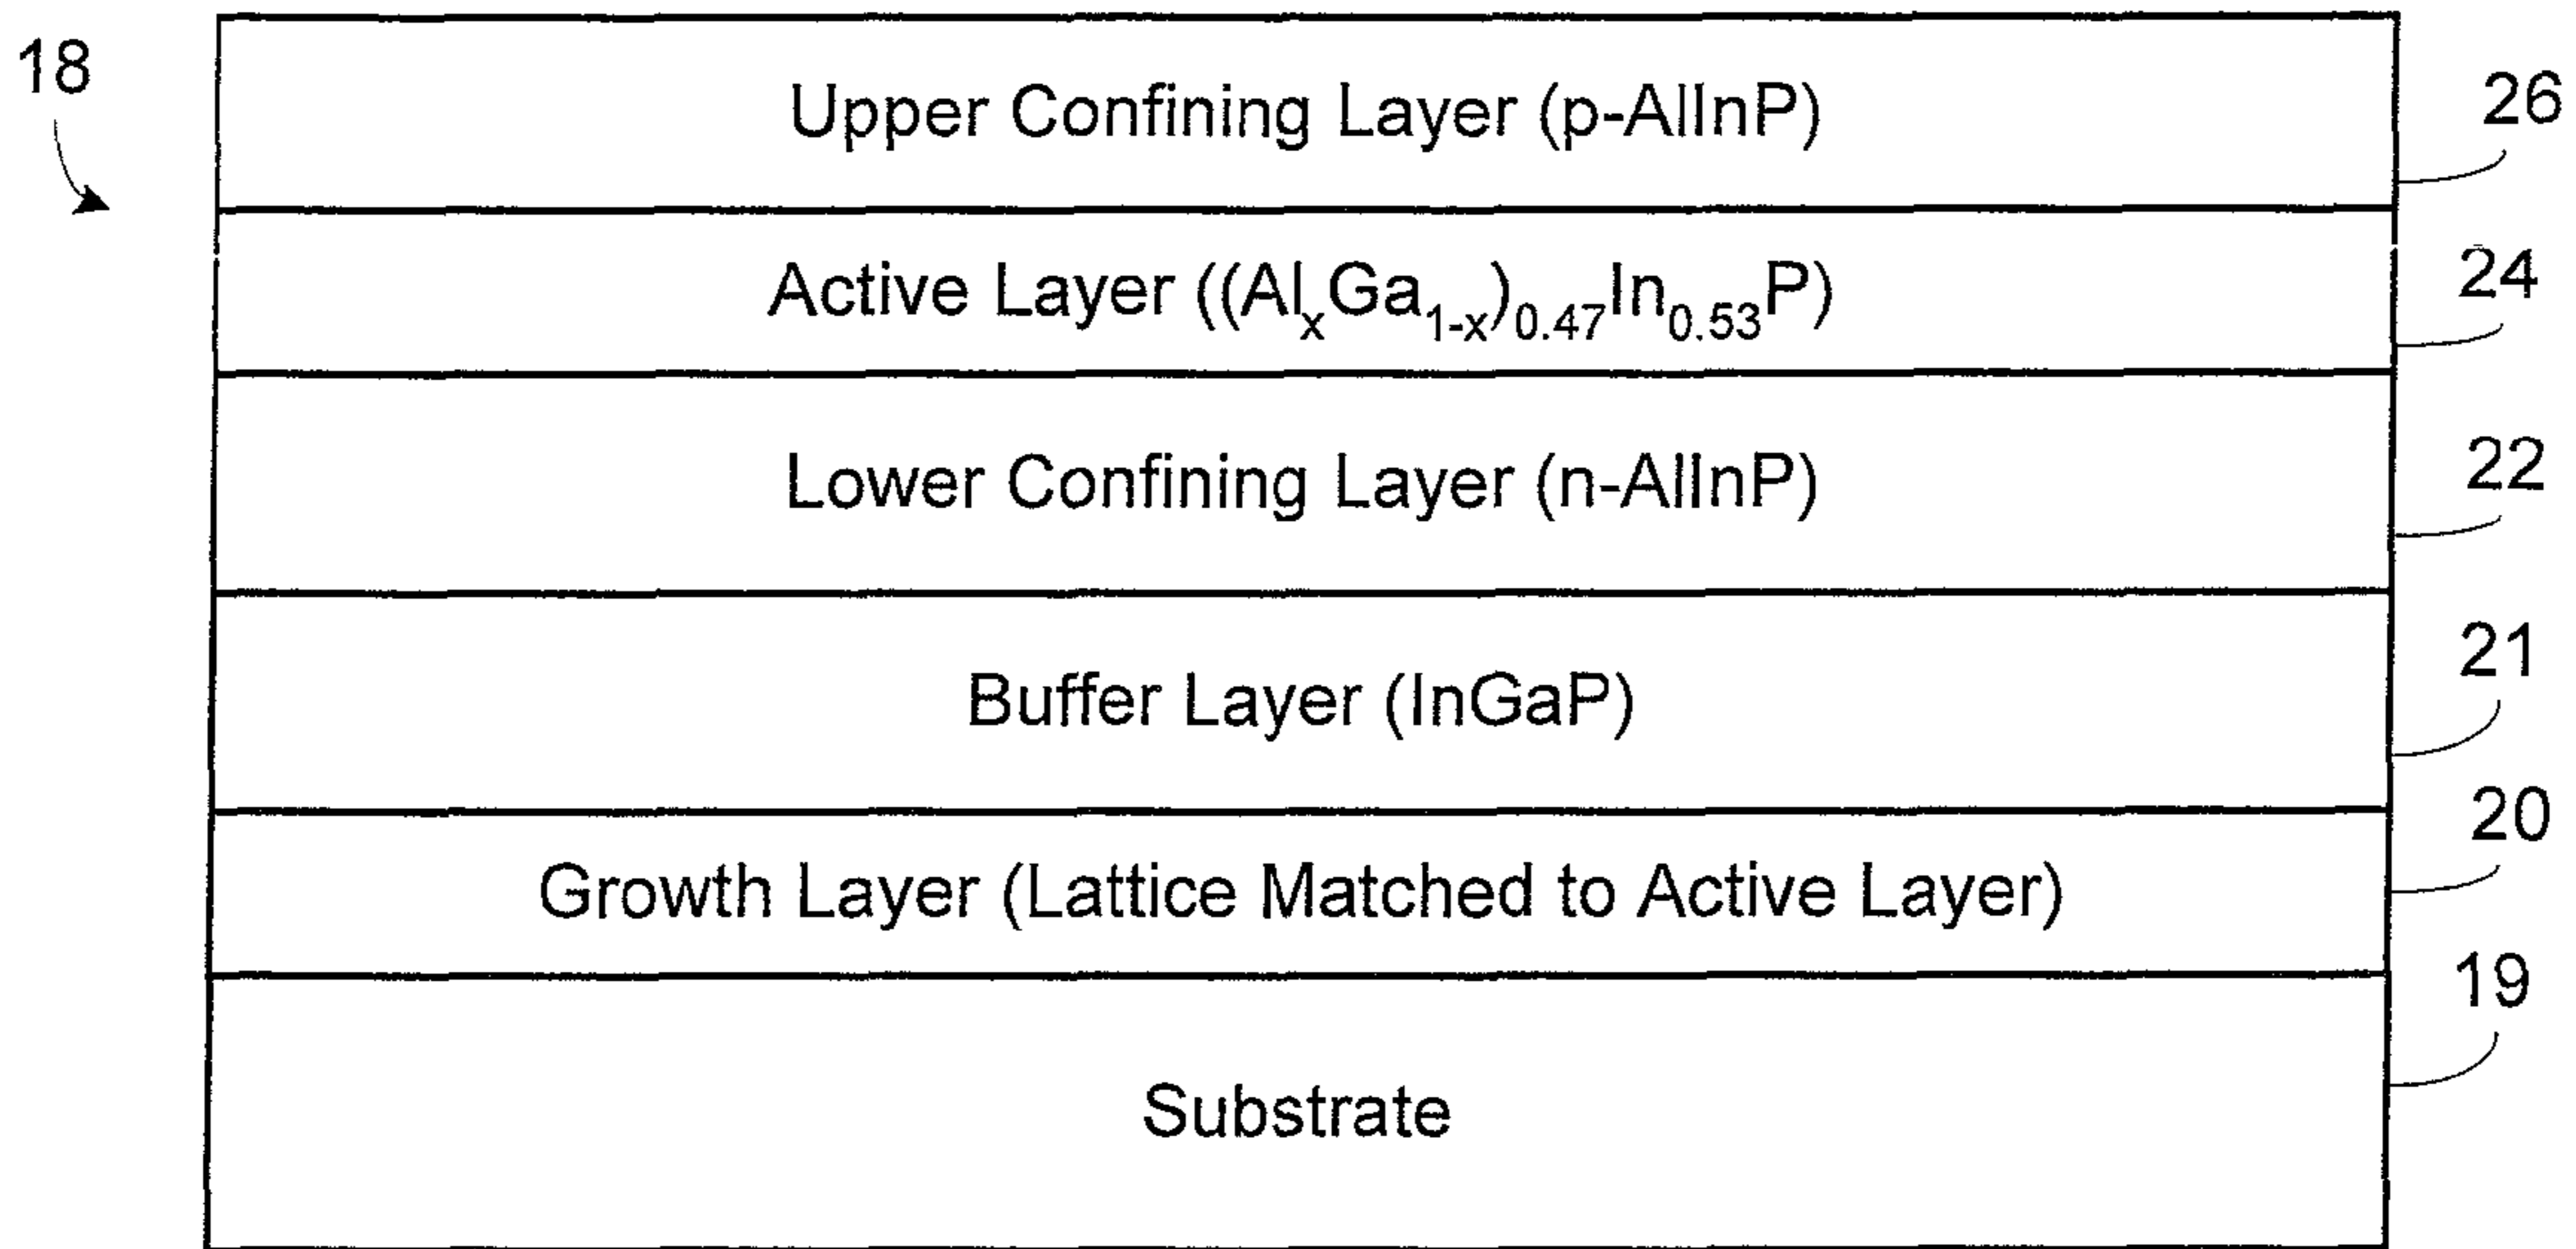 18
Upper Confining Layer (p-AlInP)
26
Active Layer ((AlₓGa₁₋ₓ)₀.₄₇In₀.₅₃P)
24
Lower Confining Layer (n-AlInP)
22
Buffer Layer (InGaP)
21
Growth Layer (Lattice Matched to Active Layer)
20
Substrate
19